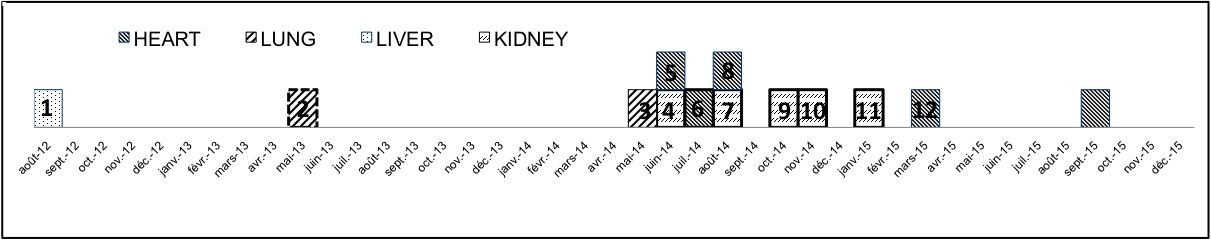 HEART LUNG LIVER KIDNEY
5 8
1 2 3 4 6 7 9 10 11 12
août-12 sept.-12 oct.-12 nov.-12 déc.-12 janv.-13 févr.-13 mars-13 avr.-13 mai-13 juin-13 juil.-13 août-13 sept.-13 oct.-13 nov.-13 déc.-13 janv.-14 févr.-14 mars-14 avr.-14 mai-14 juin-14 juil.-14 août-14 sept.-14 oct.-14 nov.-14 déc.-14 janv.-15 févr.-15 mars-15 avr.-15 mai-15 juin-15 juil.-15 août-15 sept.-15 oct.-15 nov.-15 déc.-15